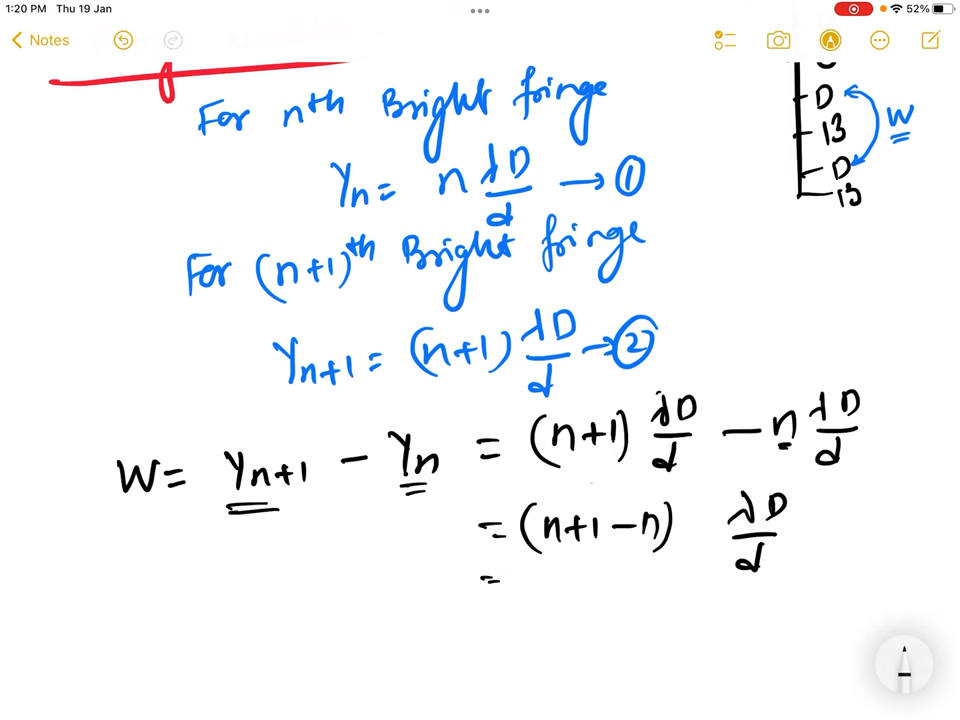 1:20 PM Thu 19 Jan
52%
Notes
For nth Bright fringe
Yn = n λD/d → 1
For (n+1)th Bright fringe
Yn+1 = (n+1) λD/d → 2
W = Yn+1 - Yn = (n+1) λD/d - n λD/d
= (n+1-n) λD/d
=
D
B
D
B
W